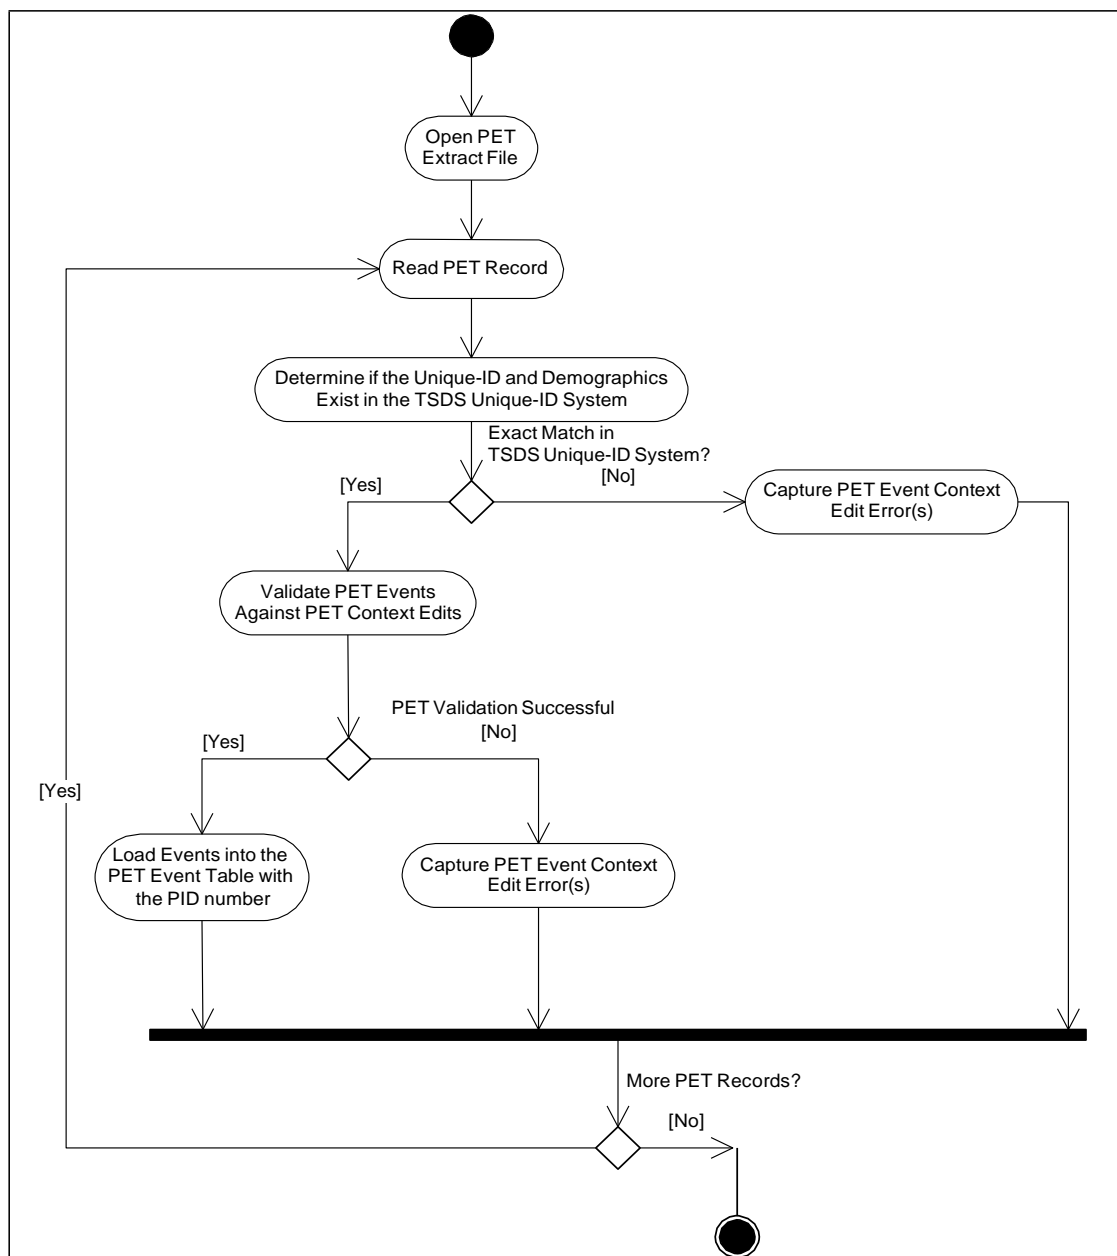 Open PET
Extract File
Read PET Record
Determine if the Unique-ID and Demographics
Exist in the TSDS Unique-ID System
Exact Match in
TSDS Unique-ID System?
[Yes]
[No]
Capture PET Event Context
Edit Error(s)
Validate PET Events
Against PET Context Edits
PET Validation Successful
[Yes]
[No]
[Yes]
Load Events into the
PET Event Table with
the PID number
Capture PET Event Context
Edit Error(s)
More PET Records?
[No]